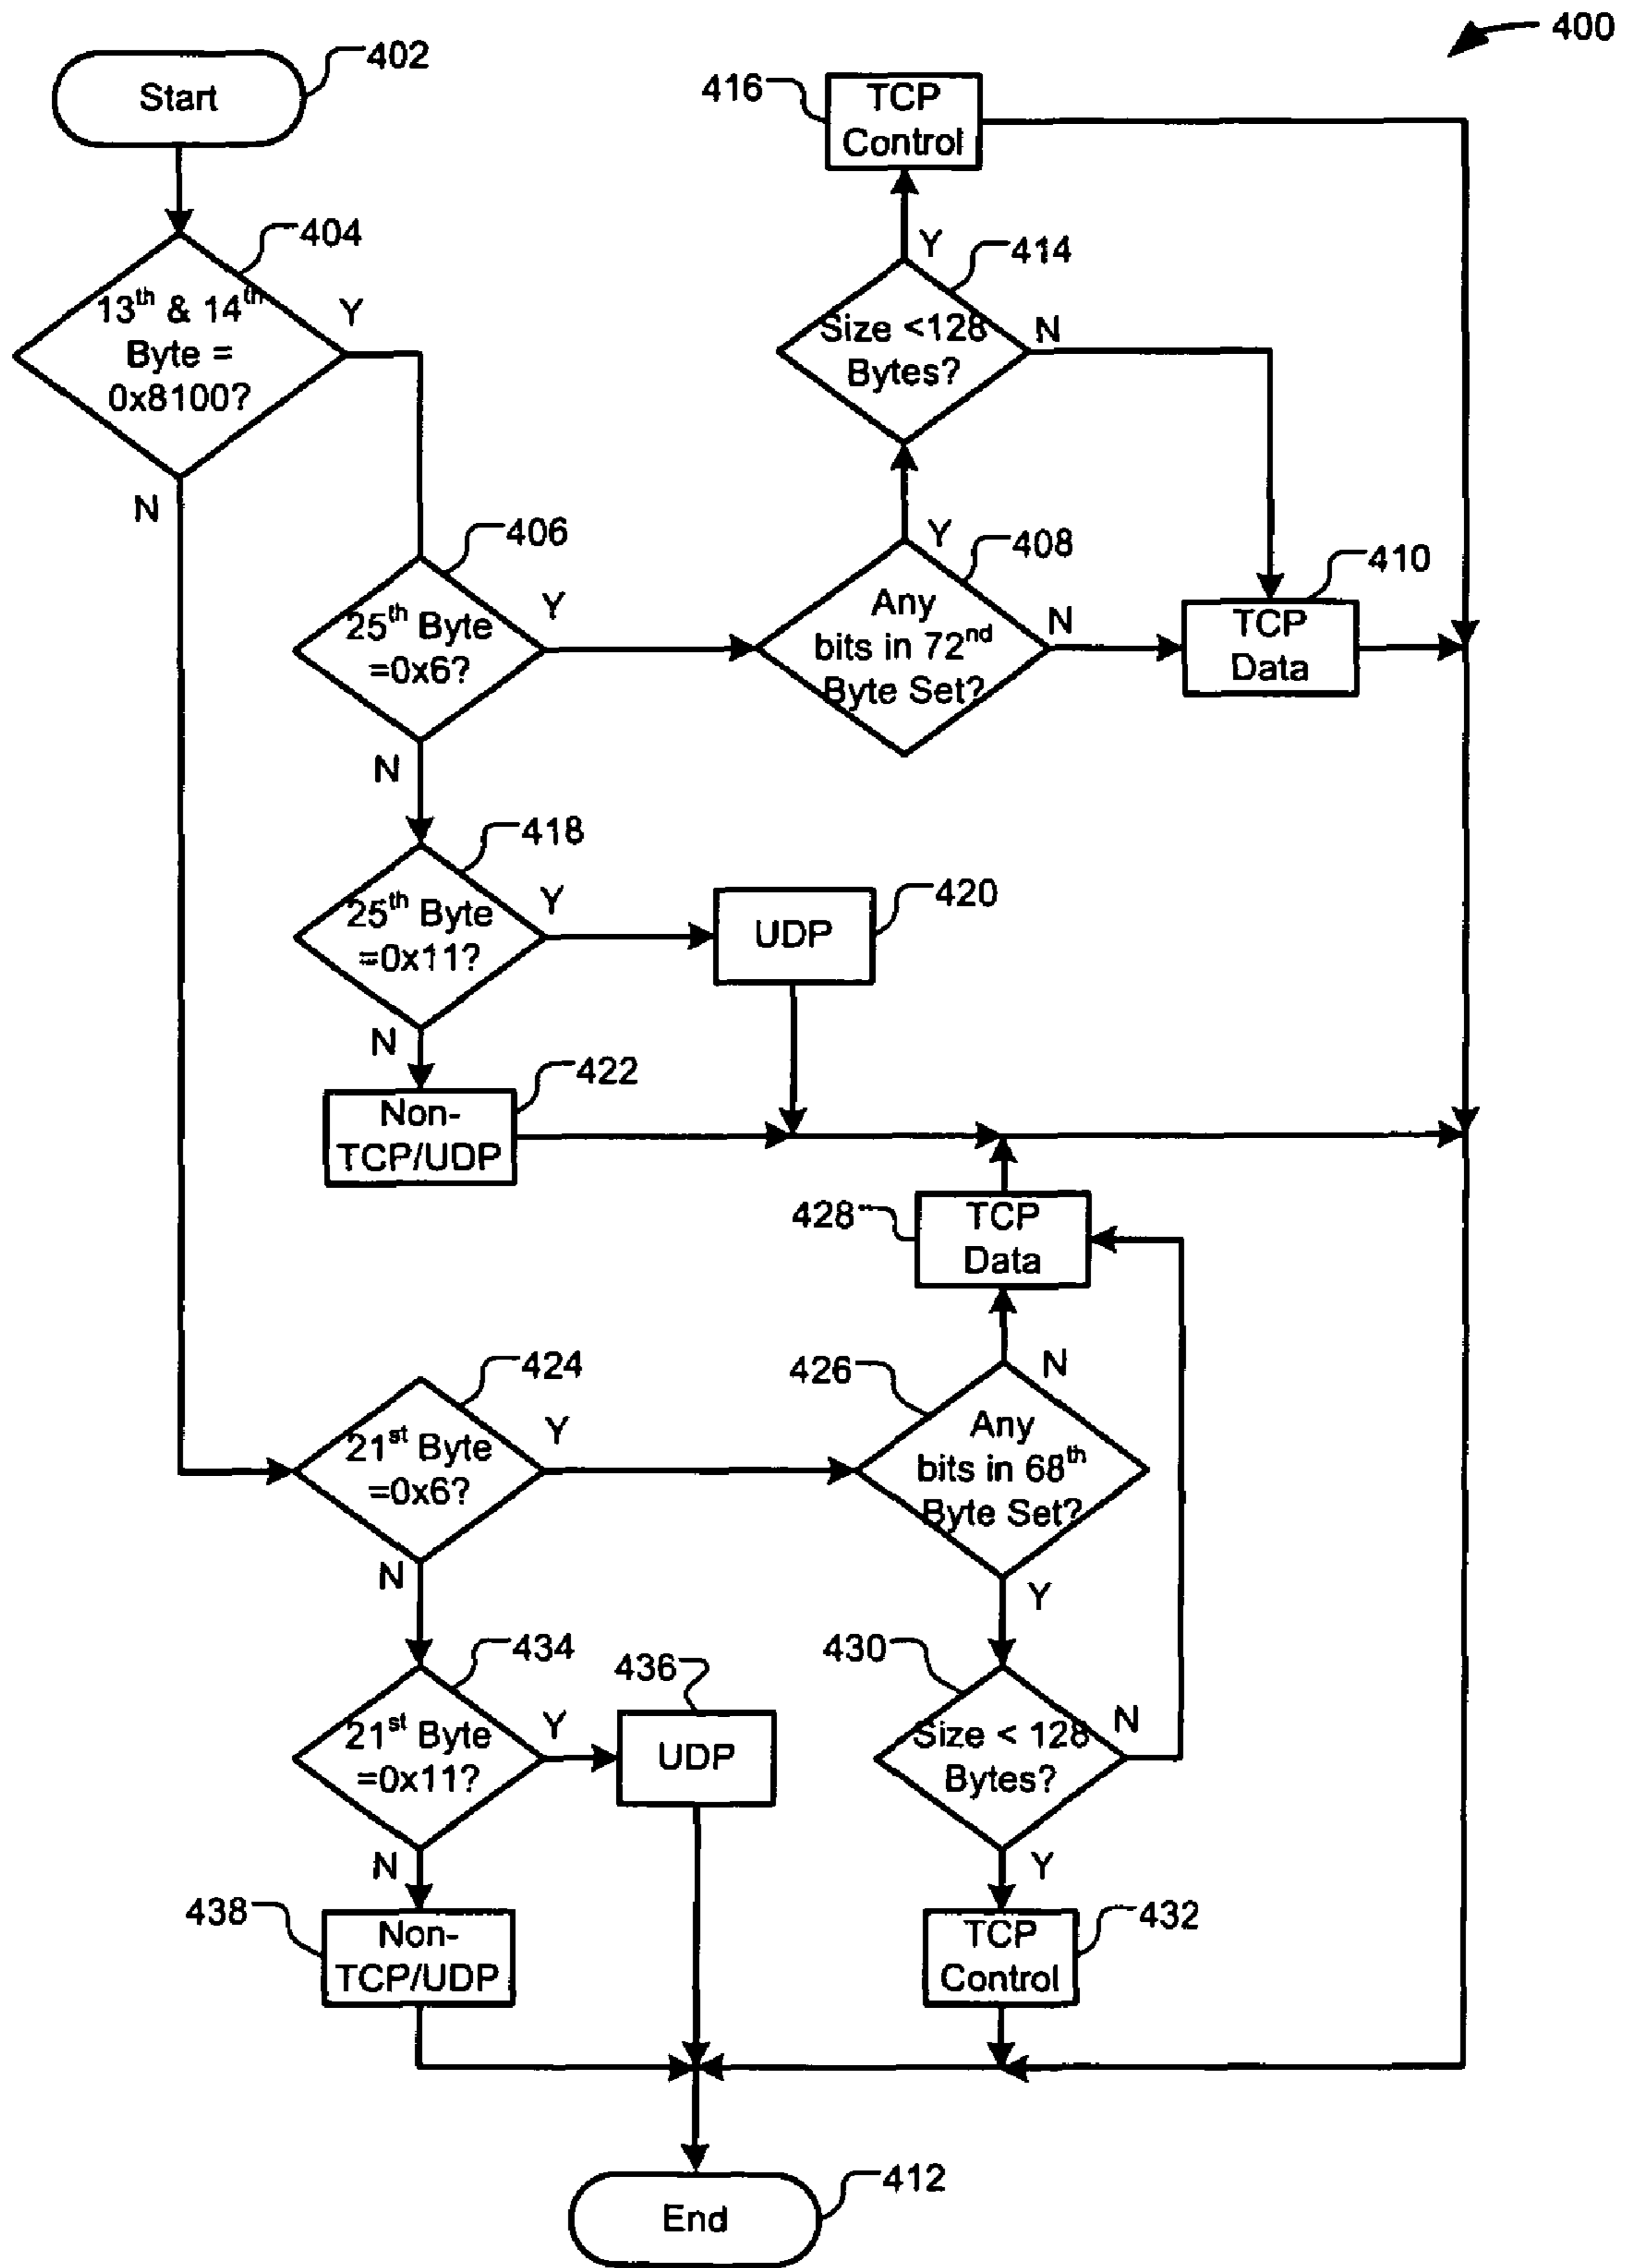 400
402
Start
416
TCP
Control
404
13th & 14th
Byte =
0x8100?
Y
N
Y
414
Size <128
Bytes?
N
406
25th Byte
=0x6?
Y
N
Y
408
Any
bits in 72nd
Byte Set?
N
410
TCP
Data
418
25th Byte
=0x11?
Y
N
420
UDP
422
Non-
TCP/UDP
428
TCP
Data
424
21st Byte
=0x6?
Y
N
426
N
Any
bits in 68th
Byte Set?
Y
434
21st Byte
=0x11?
Y
N
436
UDP
430
Size < 128
Bytes?
N
Y
438
Non-
TCP/UDP
432
TCP
Control
412
End